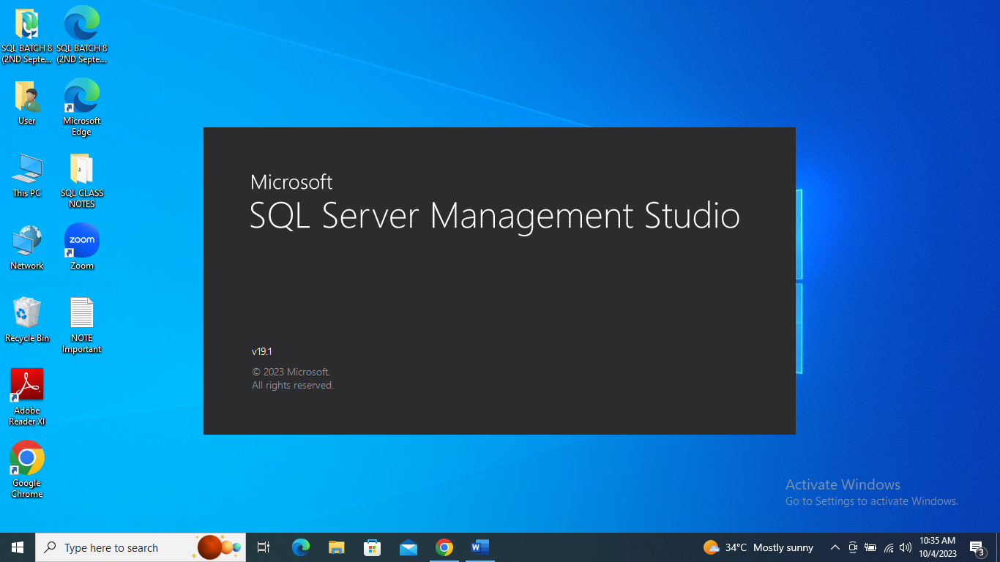 SQL BATCH 8
(2ND Septe...
SQL BATCH 8
(2ND Septe...
User
Microsoft
Edge
This PC
SQL CLASS
NOTES
Network
zoom
Zoom
Recycle Bin
NOTE
Important
Adobe
Reader XI
Google
Chrome
Microsoft
SQL Server Management Studio
v19.1
© 2023 Microsoft.
All rights reserved.
Activate Windows
Go to Settings to activate Windows.
Type here to search
W
34°C Mostly sunny
10:35 AM
10/4/2023
3